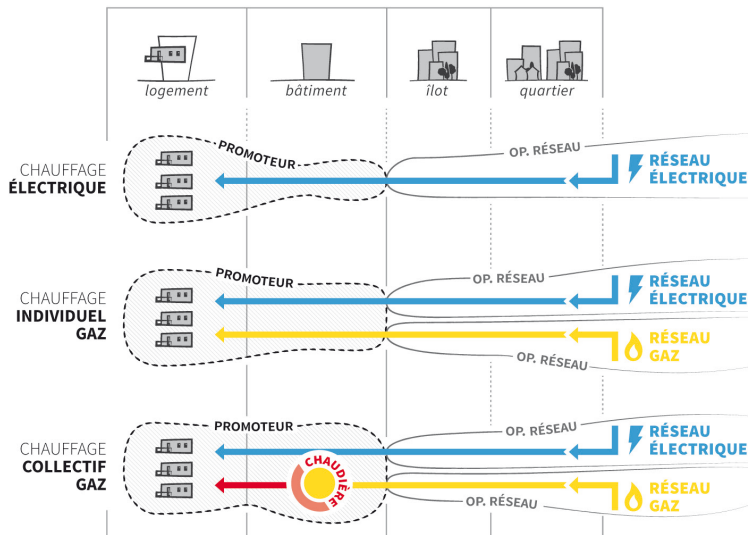 logement
bâtiment
îlot
quartier
CHAUFFAGE
ÉLECTRIQUE
PROMOTEUR
OP. RÉSEAU
RÉSEAU
ÉLECTRIQUE
CHAUFFAGE
INDIVIDUEL
GAZ
PROMOTEUR
OP. RÉSEAU
RÉSEAU
ÉLECTRIQUE
OP. RÉSEAU
RÉSEAU
GAZ
CHAUFFAGE
COLLECTIF
GAZ
PROMOTEUR
OP. RÉSEAU
RÉSEAU
ÉLECTRIQUE
CHAUDIÈRE
OP. RÉSEAU
RÉSEAU
GAZ